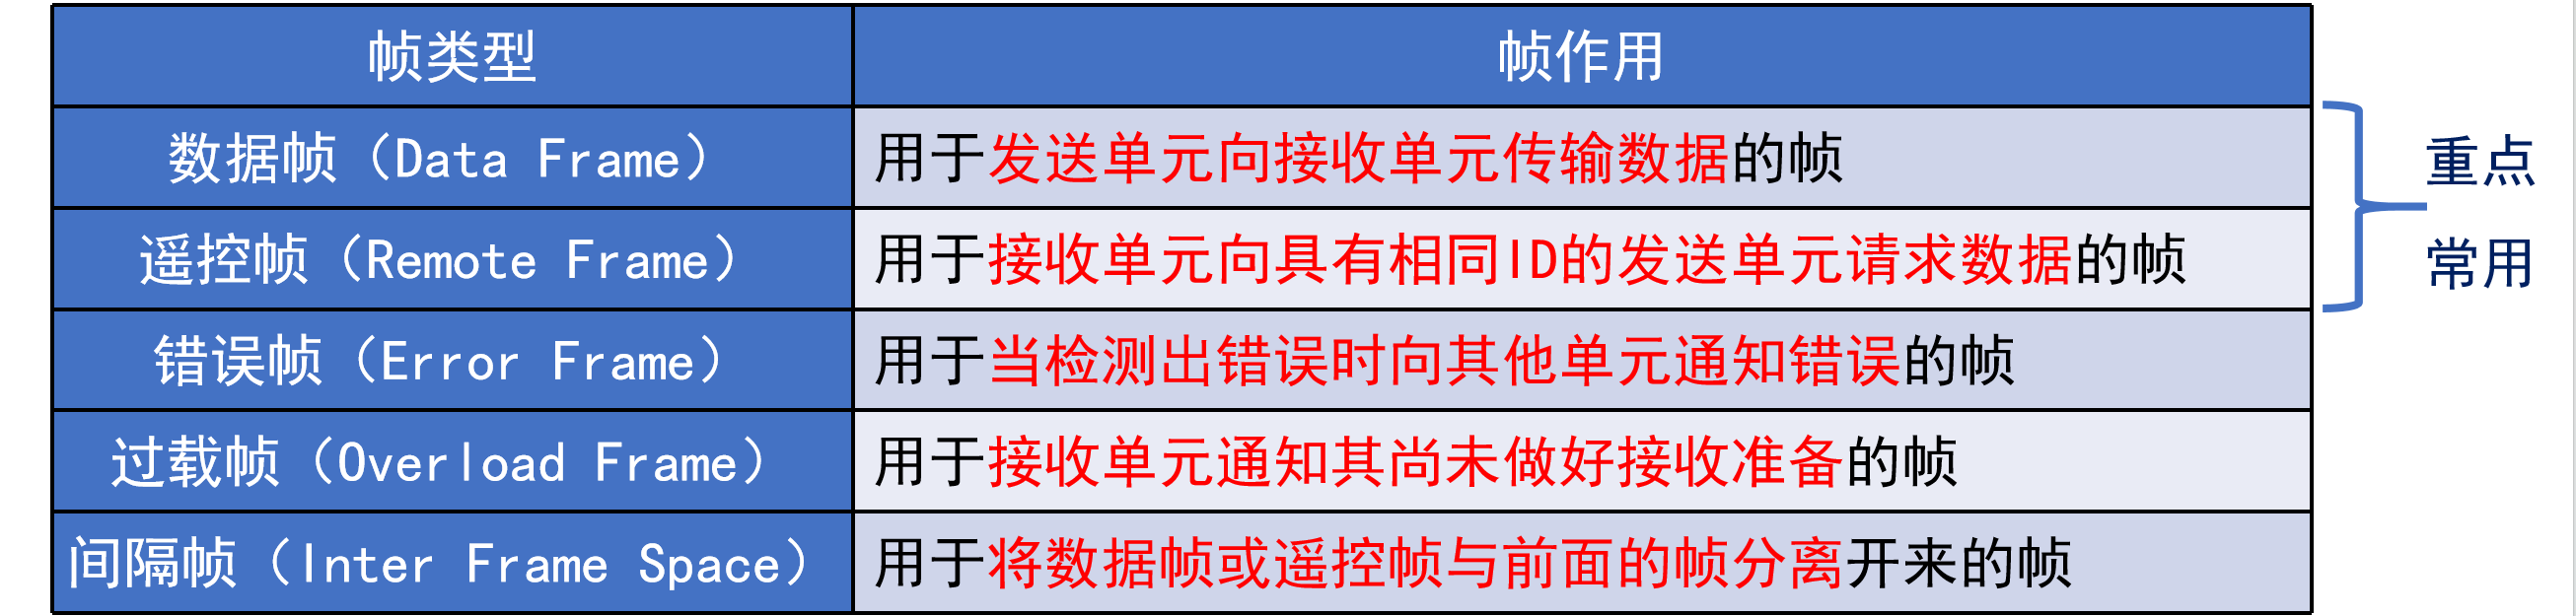 帧类型 帧作用
数据帧（Data Frame） 用于发送单元向接收单元传输数据的帧
遥控帧（Remote Frame） 用于接收单元向具有相同ID的发送单元请求数据的帧
错误帧（Error Frame） 用于当检测出错误时向其他单元通知错误的帧
过载帧（Overload Frame） 用于接收单元通知其尚未做好接收准备的帧
间隔帧（Inter Frame Space） 用于将数据帧或遥控帧与前面的帧分离开来的帧
重点
常用